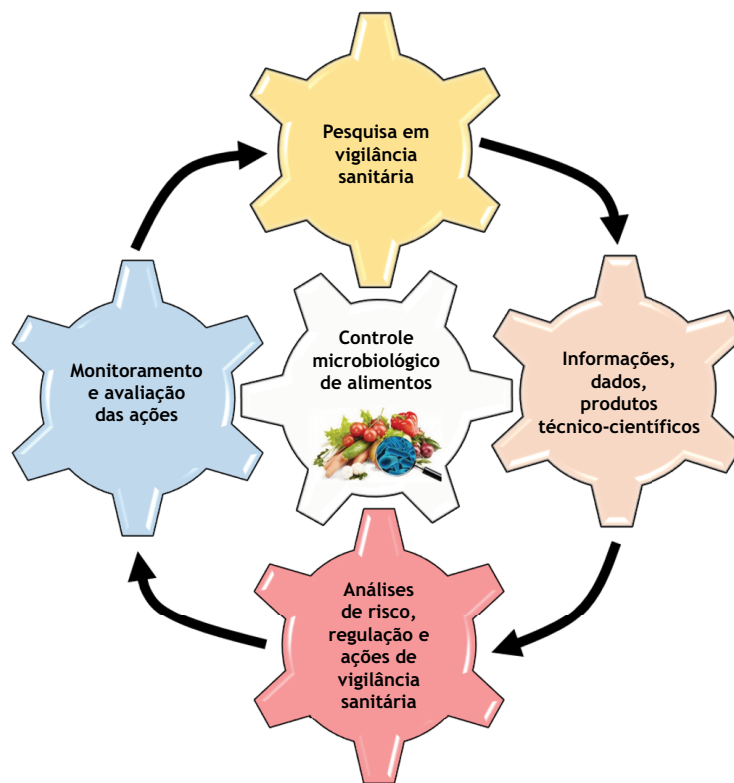 Pesquisa em
vigilância
sanitária
Informações,
dados,
produtos
técnico-científicos
Análises
de risco,
regulação e
ações de
vigilância
sanitária
Monitoramento
e avaliação
das ações
Controle
microbiológico
de alimentos